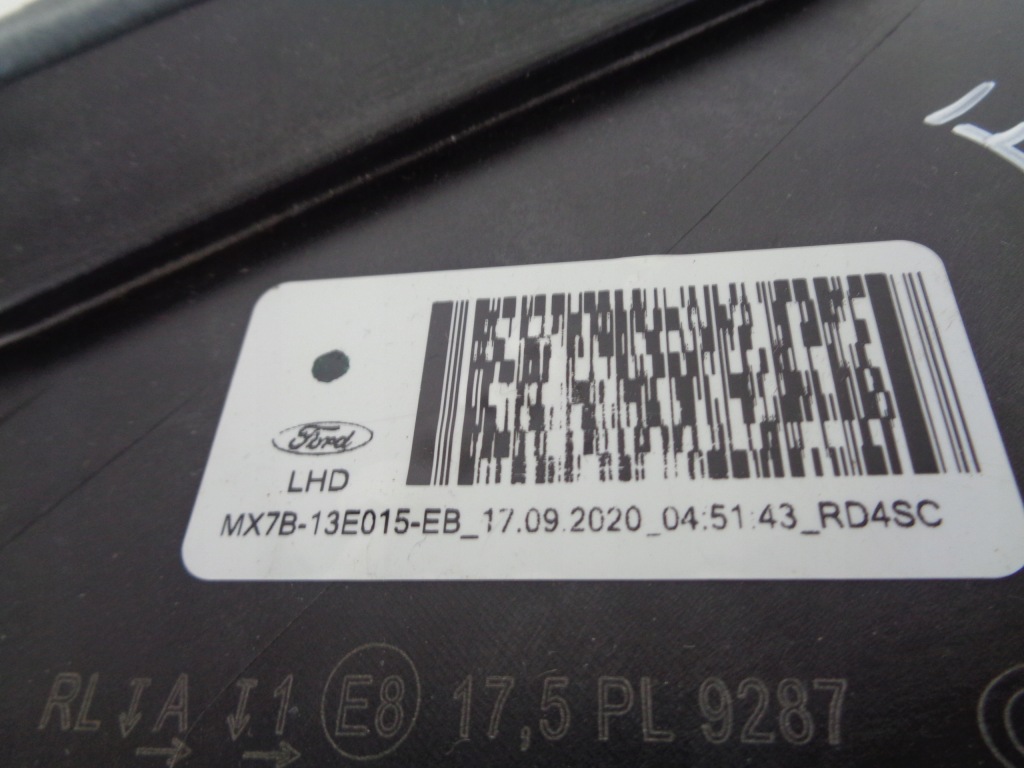 Ford
LHD
MX7B-13E015-EB_17.09.2020_04:51:43_RD4SC
RL A 1 E8 17,5 PL 9287